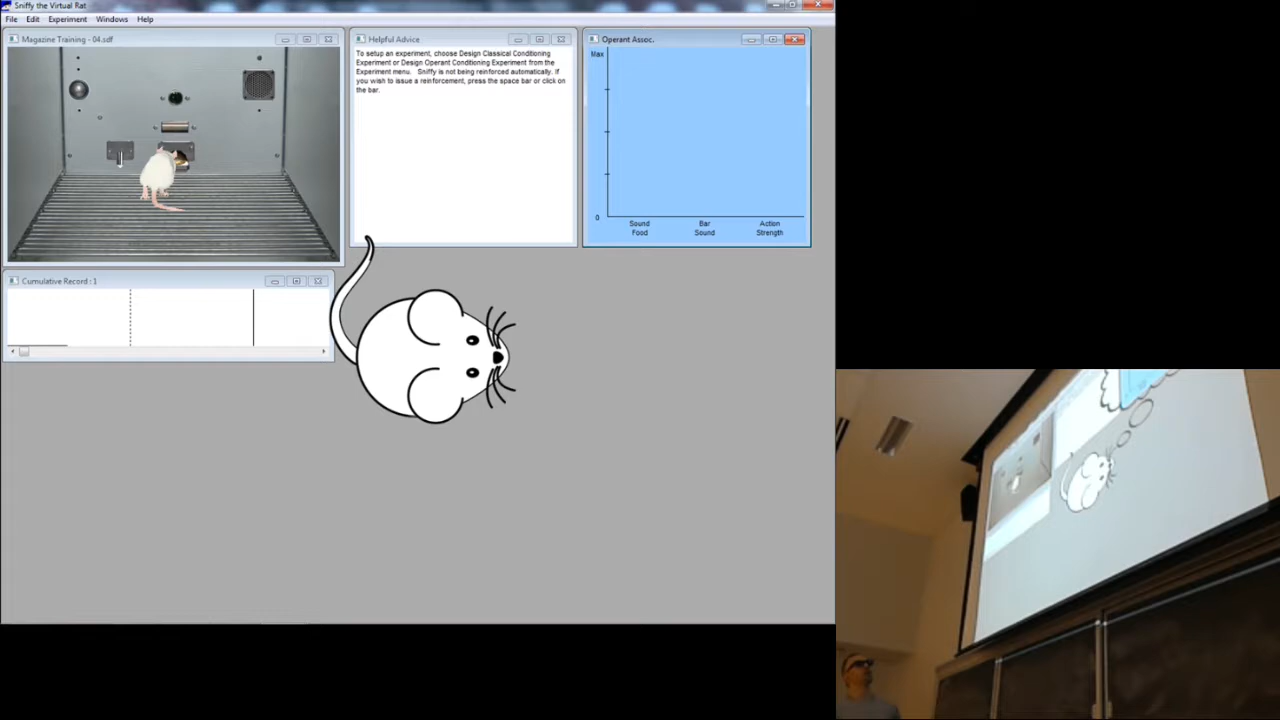 Sniffy the Virtual Rat
File Edit Experiment Windows Help
Magazine Training - 04.sdf
Helpful Advice
To setup an experiment, choose Design Classical Conditioning
Experiment or Design Operant Conditioning Experiment from the
Experiment menu. Sniffy is not being reinforced automatically. If
you wish to issue a reinforcement, press the space bar or click on
the bar.
Operant Assoc.
Max
0
Sound Food
Bar Sound
Action Strength
Cumulative Record : 1